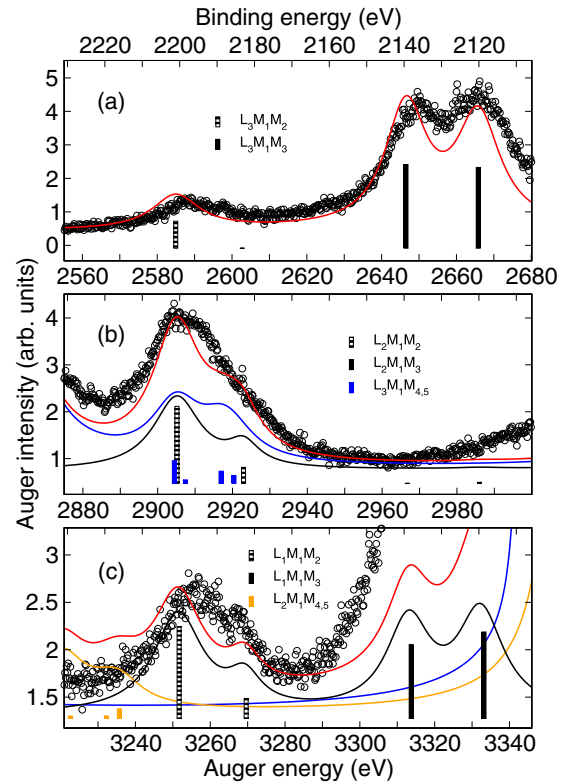 Binding energy (eV)
2220 2200 2180 2160 2140 2120
(a)
L3M1M2
L3M1M3
5
4
3
2
1
0
2560 2580 2600 2620 2640 2660 2680
(b)
L2M1M2
L2M1M3
L3M1M4,5
4
3
2
1
2880 2900 2920 2940 2960 2980
Auger intensity (arb. units)
(c)
L1M1M2
L1M1M3
L2M1M4,5
3
2.5
2
1.5
3240 3260 3280 3300 3320 3340
Auger energy (eV)